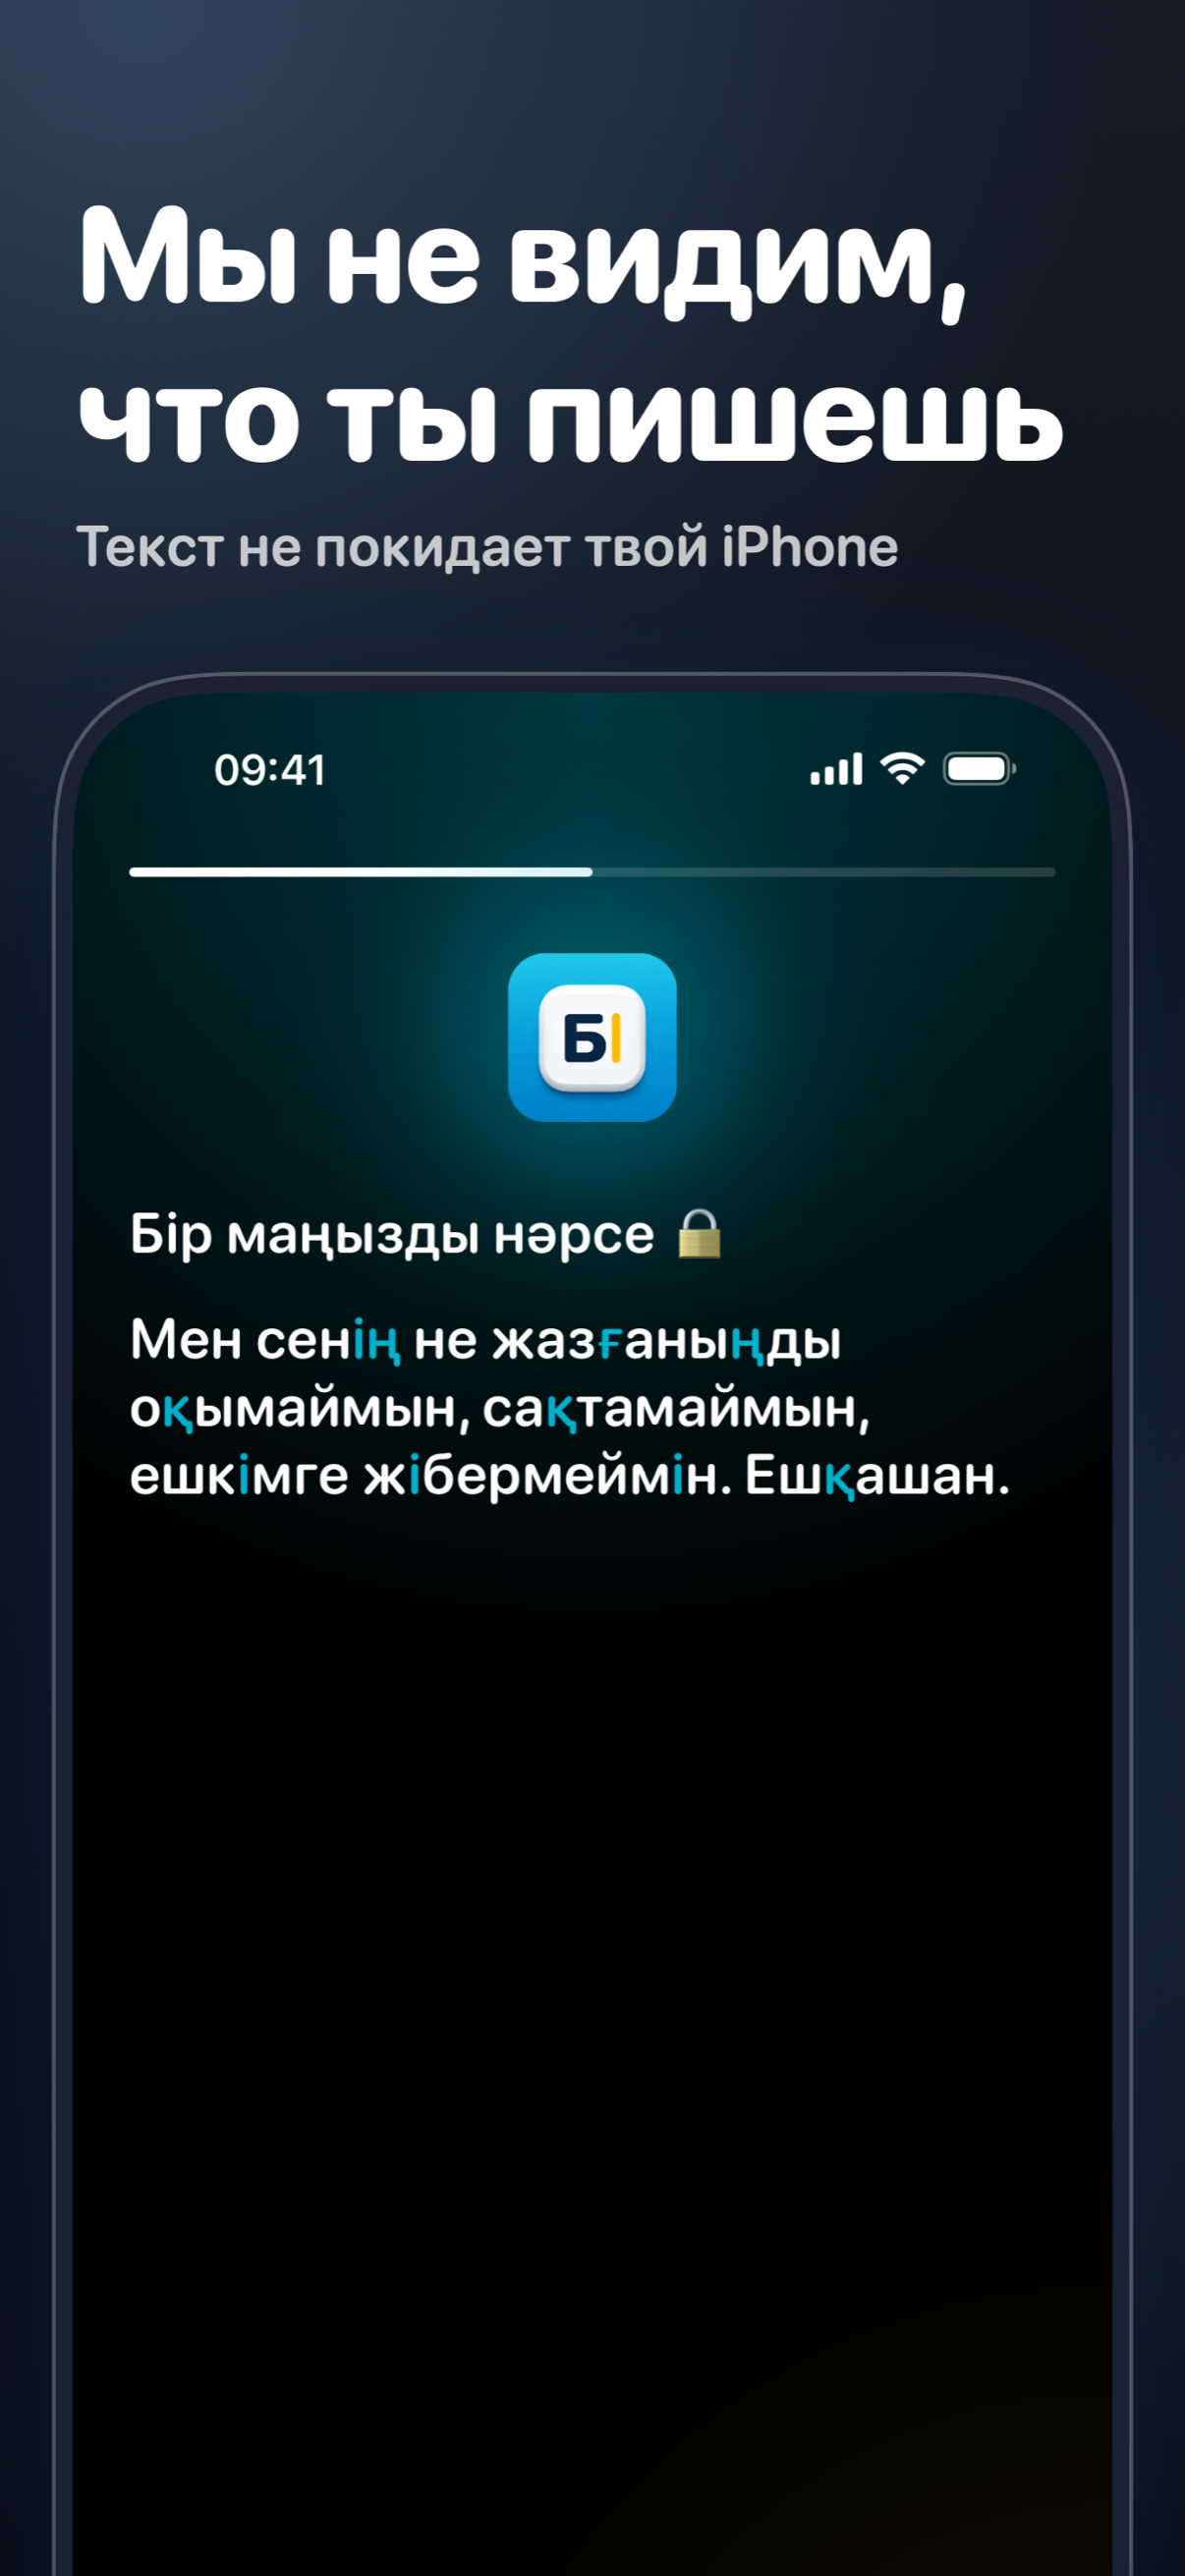 Мы не видим,
что ты пишешь
Текст не покидает твой iPhone
09:41
Б|
Бір маңызды нәрсе 🔒
Мен сенің не жазғаныңды
оқымаймын, сақтамаймын,
ешкімге жібермеймін. Ешқашан.